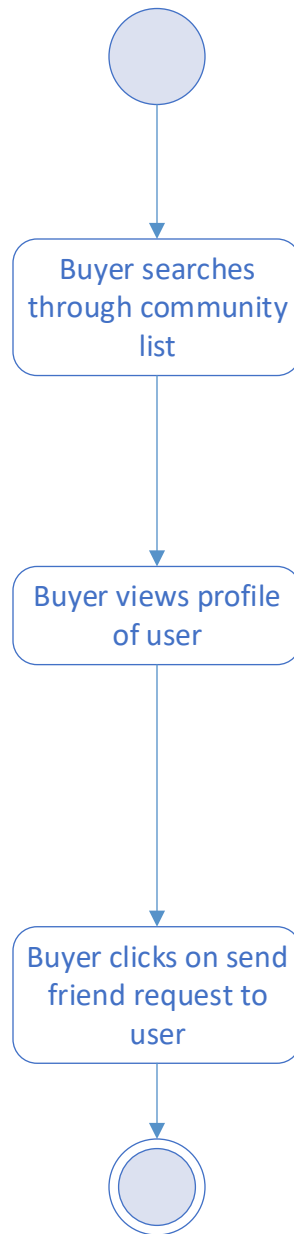 Buyer searches
through community
list
Buyer views profile
of user
Buyer clicks on send
friend request to
user